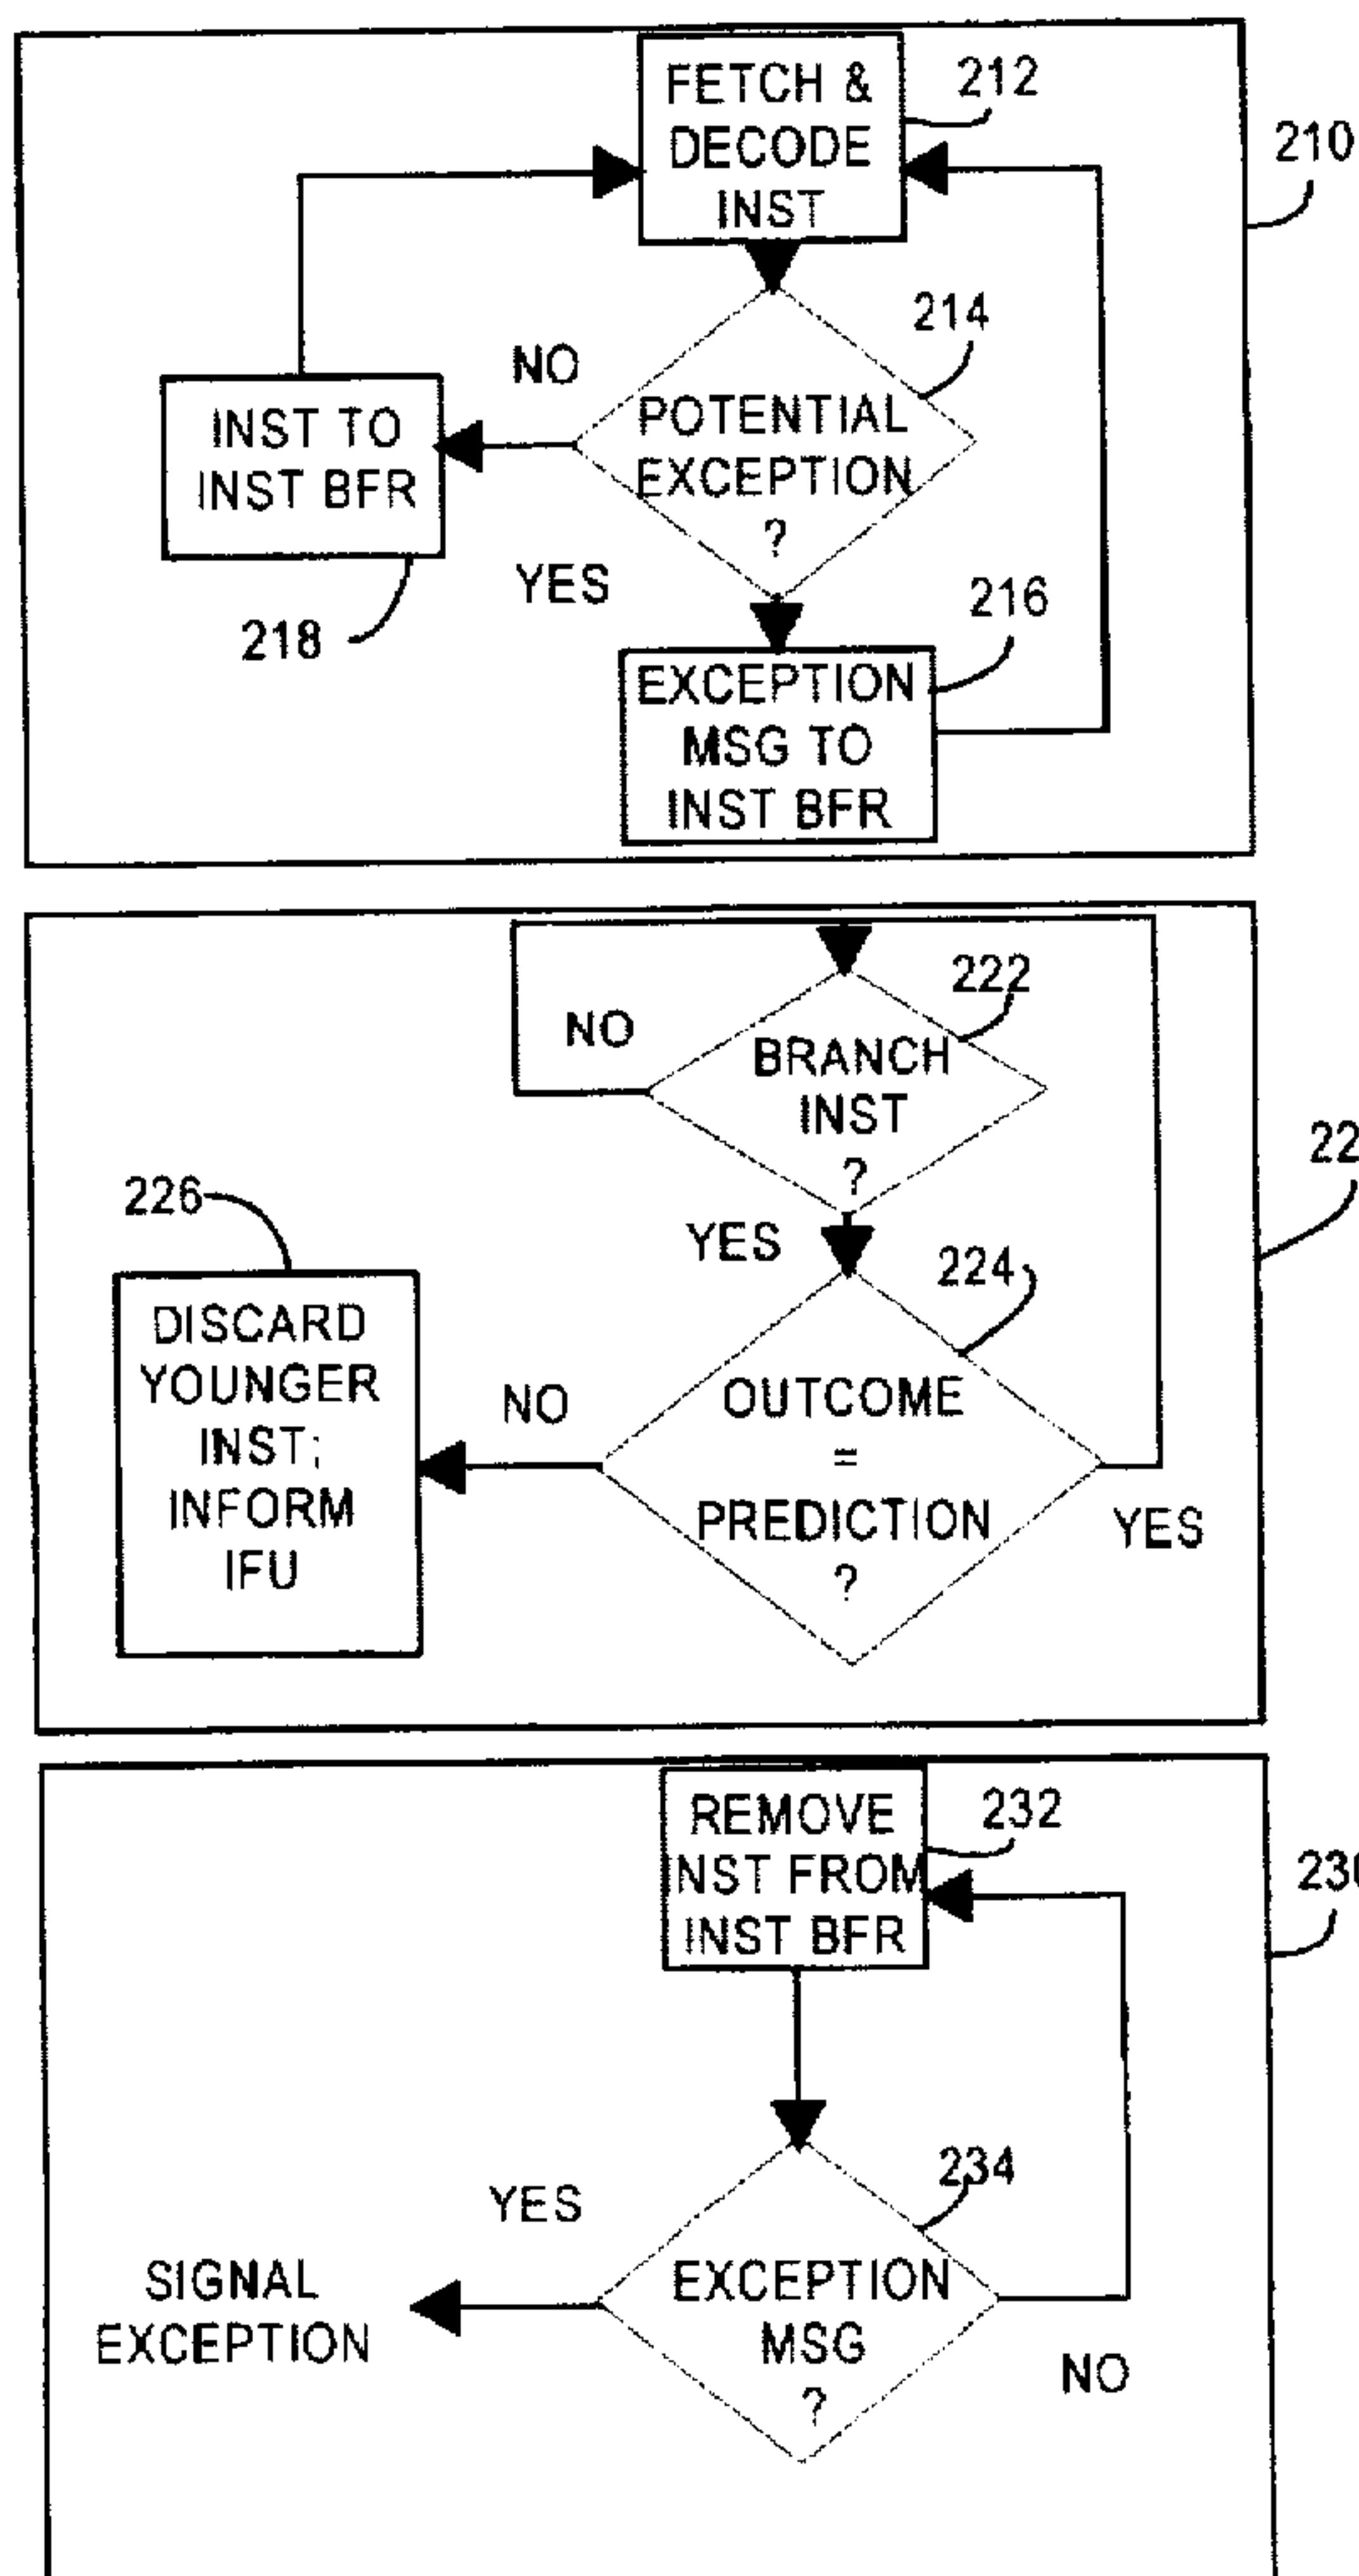 FETCH &
DECODE
INST
212
210
214
NO
POTENTIAL
EXCEPTION
?
INST TO
INST BFR
YES
218
216
EXCEPTION
MSG TO
INST BFR
222
NO
BRANCH
INST
?
22
226
YES
224
DISCARD
YOUNGER
INST;
INFORM
IFU
NO
OUTCOME
=
PREDICTION
?
YES
REMOVE
INST FROM
INST BFR
232
230
234
YES
EXCEPTION
MSG
?
SIGNAL
EXCEPTION
NO